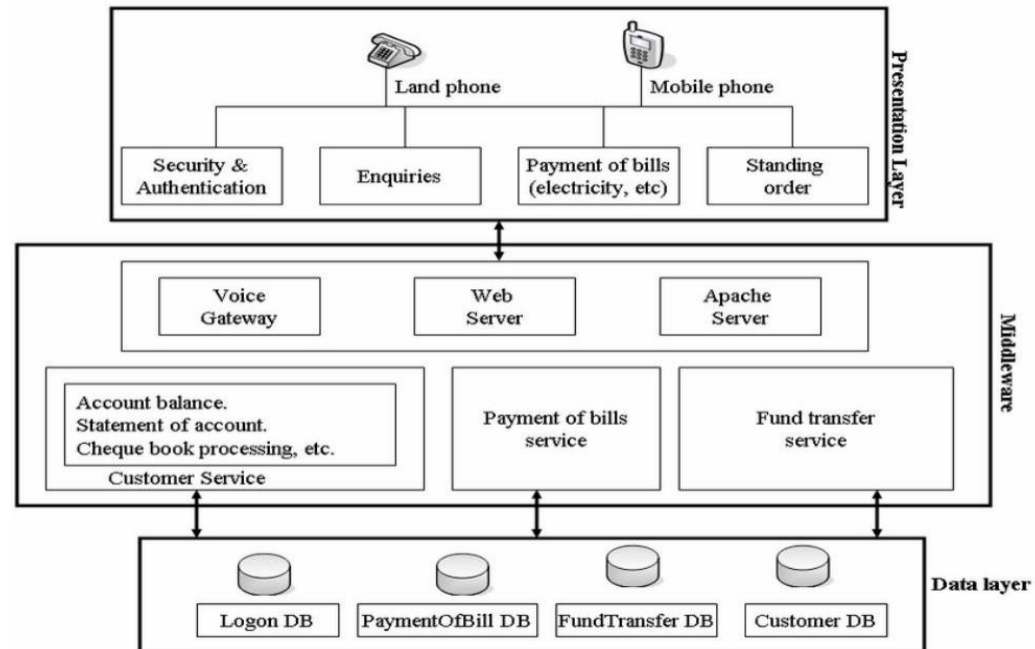 Land phone
Mobile phone
Security &
Authentication
Enquiries
Payment of bills
(electricity, etc)
Standing
order
Presentation Layer
Voice
Gateway
Web
Server
Apache
Server
Account balance.
Statement of account.
Cheque book processing, etc.
Customer Service
Payment of bills
service
Fund transfer
service
Middleware
Logon DB
PaymentOfBill DB
FundTransfer DB
Customer DB
Data layer